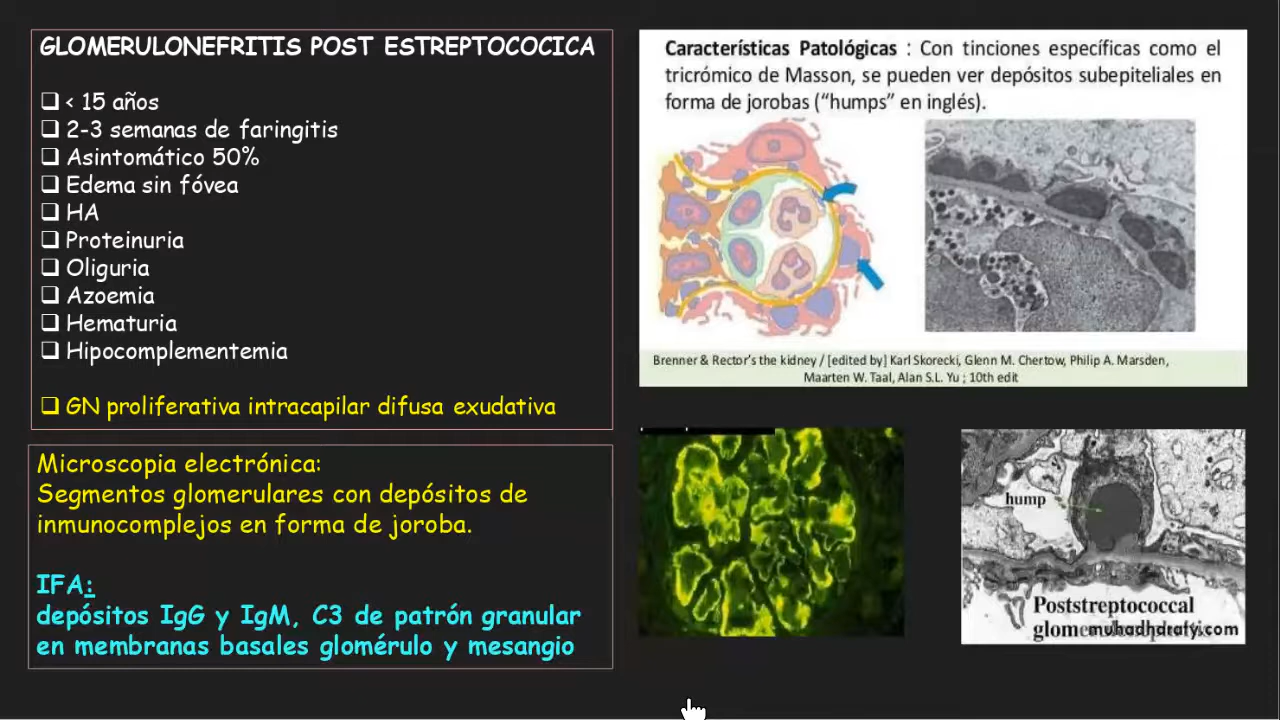 GLOMERULONEFRITIS POST ESTREPTOCOCICA
< 15 años
2-3 semanas de faringitis
Asintomático 50%
Edema sin fóvea
HA
Proteinuria
Oliguria
Azoemia
Hematuria
Hipocomplementemia
GN proliferativa intracapilar difusa exudativa
Microscopia electrónica:
Segmentos glomerulares con depósitos de
inmunocomplejos en forma de joroba.
IFA:
depósitos IgG y IgM, C3 de patrón granular
en membranas basales glomérulo y mesangio
Características Patológicas : Con tinciones específicas como el
tricrómico de Masson, se pueden ver depósitos subepiteliales en
forma de jorobas (“humps” en inglés).
Brenner & Rector's the kidney / [edited by] Karl Skorecki, Glenn M. Chertow, Philip A. Marsden,
Maarten W. Taal, Alan S.L. Yu ; 10th edit
hump
Poststreptococcal
muhadharaty.com